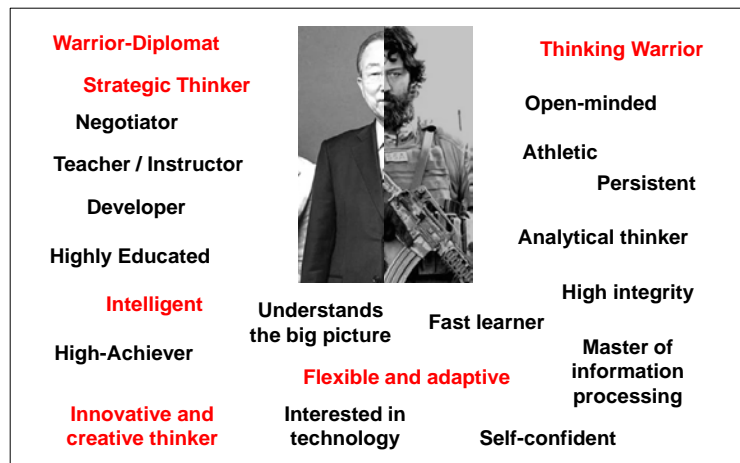 Warrior-Diplomat
Thinking Warrior
Strategic Thinker
Open-minded
Negotiator
Athletic
Teacher / Instructor
Persistent
Developer
Analytical thinker
Highly Educated
High integrity
Intelligent
Understands
the big picture
Fast learner
High-Achiever
Master of
information
processing
Flexible and adaptive
Innovative and
creative thinker
Interested in
technology
Self-confident